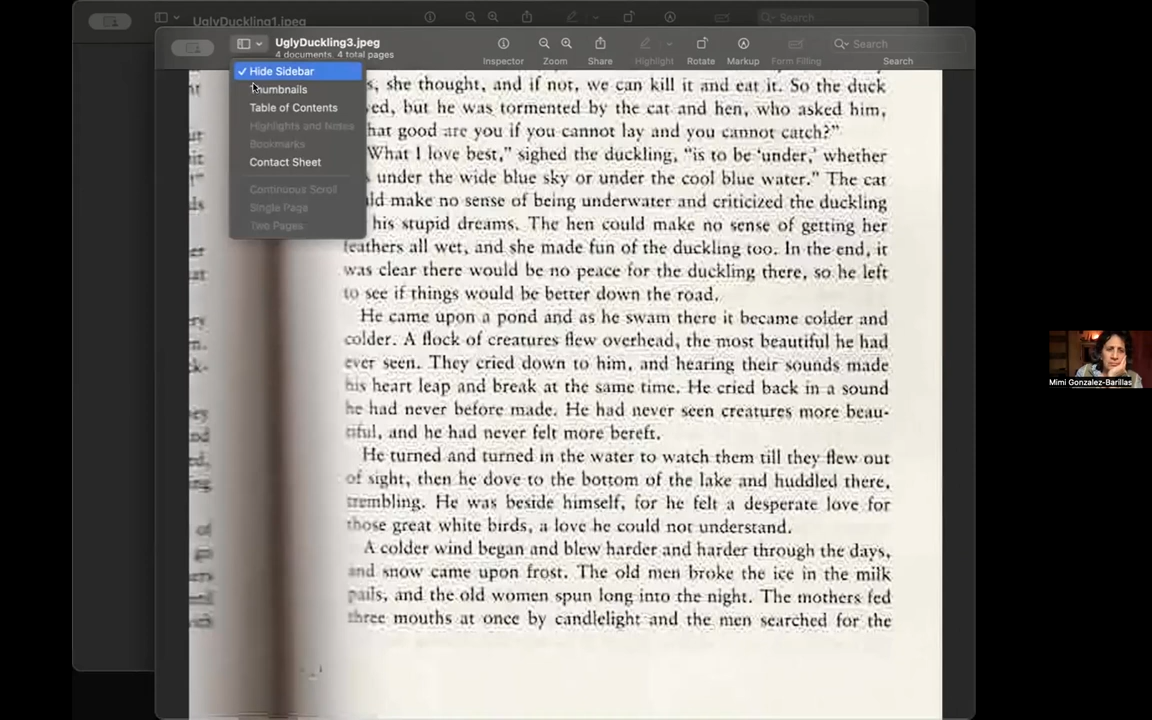 UglyDuckling1.jpeg
Search
UglyDuckling3.jpeg
4 documents, 4 total pages
Inspector
Zoom
Share
Highlight
Rotate
Markup
Form Filling
Search
Search
Hide Sidebar
Thumbnails
Table of Contents
Highlights and Notes
Bookmarks
Contact Sheet
Continuous Scroll
Single Page
Two Pages
she thought, and if not, we can kill it and eat it. So the duck
but he was tormented by the cat and hen, who asked him,
good are you if you cannot lay and you cannot catch?"
What I love best," sighed the duckling, "is to be 'under,' whether
under the wide blue sky or under the cool blue water." The cat
make no sense of being underwater and criticized the duckling
his stupid dreams. The hen could make no sense of getting her
feathers all wet, and she made fun of the duckling too. In the end, it
was clear there would be no peace for the duckling there, so he left
to see if things would be better down the road.
He came upon a pond and as he swam there it became colder and
colder. A flock of creatures flew overhead, the most beautiful he had
ever seen. They cried down to him, and hearing their sounds made
his heart leap and break at the same time. He cried back in a sound
he had never before made. He had never seen creatures more beau-
tiful, and he had never felt more bereft.
He turned and turned in the water to watch them till they flew out
of sight, then he dove to the bottom of the lake and huddled there,
trembling. He was beside himself, for he felt a desperate love for
those great white birds, a love he could not understand.
A colder wind began and blew harder and harder through the days,
and snow came upon frost. The old men broke the ice in the milk
pails, and the old women spun long into the night. The mothers fed
three mouths at once by candlelight and the men searched for the
Mimi Gonzalez-Barillas